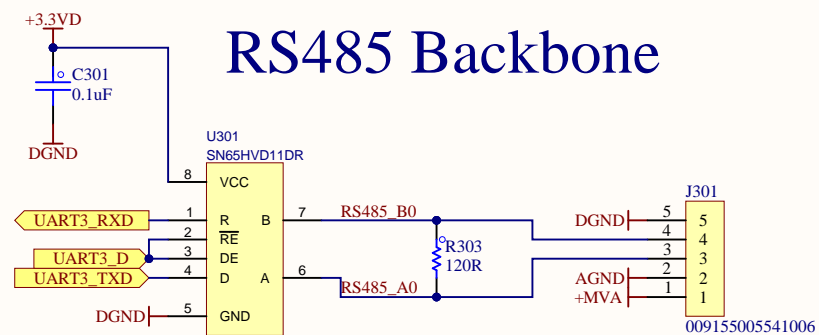 +3.3VD
RS485 Backbone
C301
0.1uF
DGND
U301
SN65HVD11DR
8
VCC
UART3_RXD
1
R
B
7
RS485_B0
2
RE
UART3_D
3
DE
UART3_TXD
4
D
A
6
RS485_A0
DGND
5
GND
R303
120R
J301
DGND
5
5
4
4
3
3
AGND
2
2
+MVA
1
1
009155005541006